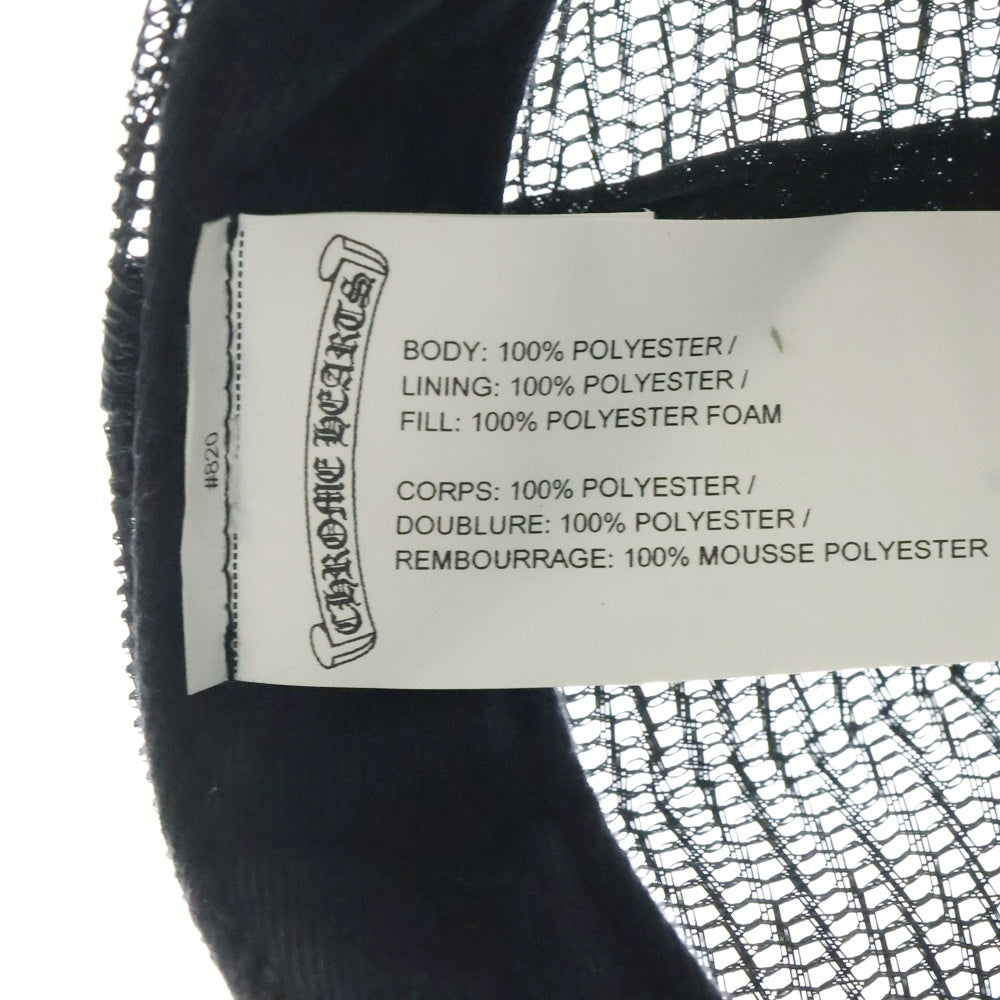 #820
CHROME HEARTS
BODY: 100% POLYESTER /
LINING: 100% POLYESTER /
FILL: 100% POLYESTER FOAM
CORPS: 100% POLYESTER /
DOUBLURE: 100% POLYESTER /
REMBOURRAGE: 100% MOUSSE POLYESTER